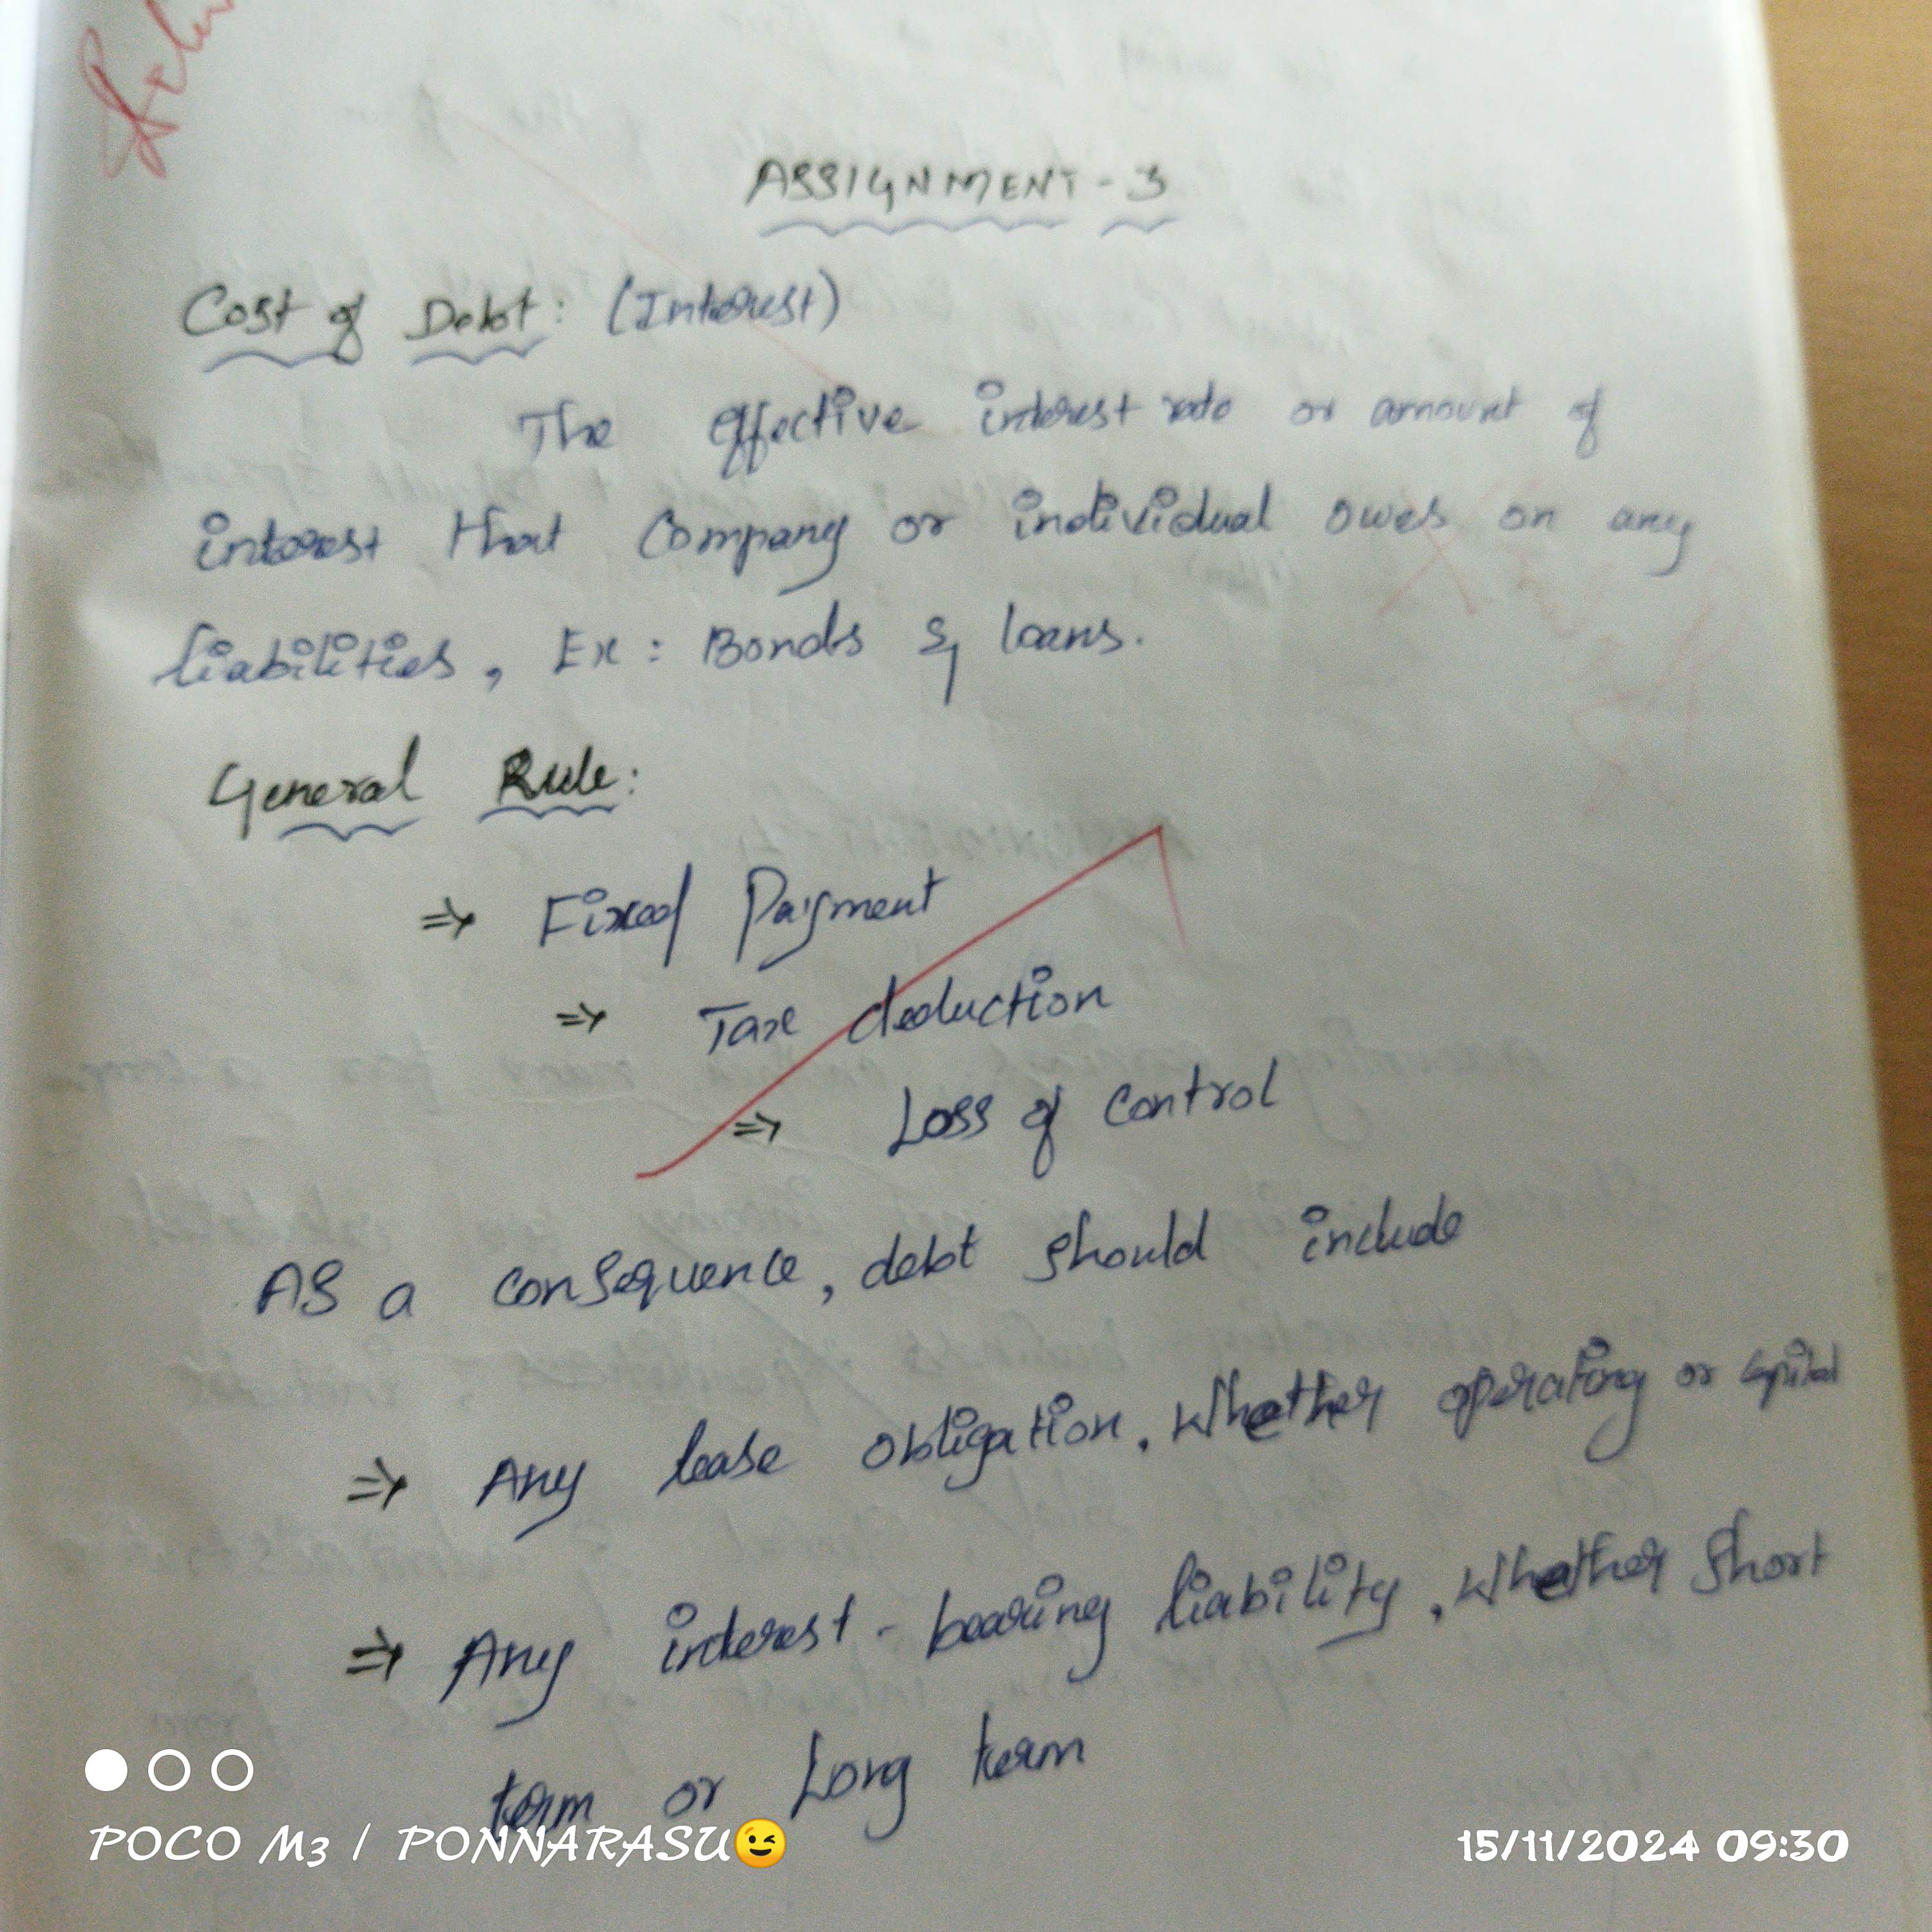 ASSIGNMENT - 3
Cost of Debt: (Interest)
The effective interest rate or amount of
interest that Company or individual owes on any
liabilities, Ex: Bonds & loans.
General Rule:
⇒ Fixed Payment
⇒ Tax deduction
⇒ Loss of control
AS a consequence, debt should include
⇒ Any lease obligation, whether operating or capital
⇒ Any interest - bearing liability, whether short
term or Long term
POCO M3 | PONNARASU😉
15/11/2024 09:30